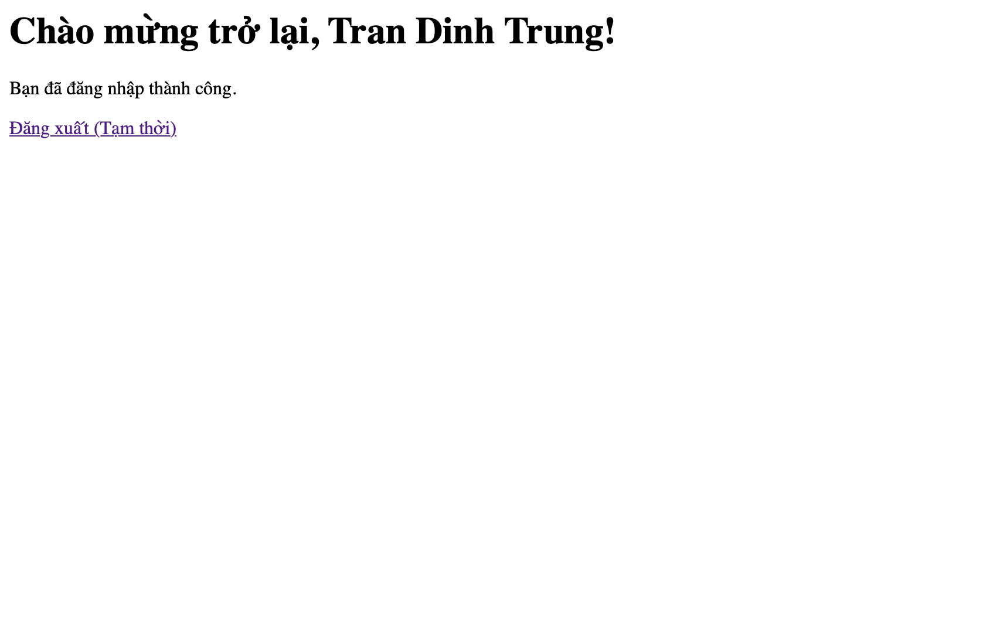 Chào mừng trở lại, Tran Dinh Trung!
Bạn đã đăng nhập thành công.
Đăng xuất (Tạm thời)